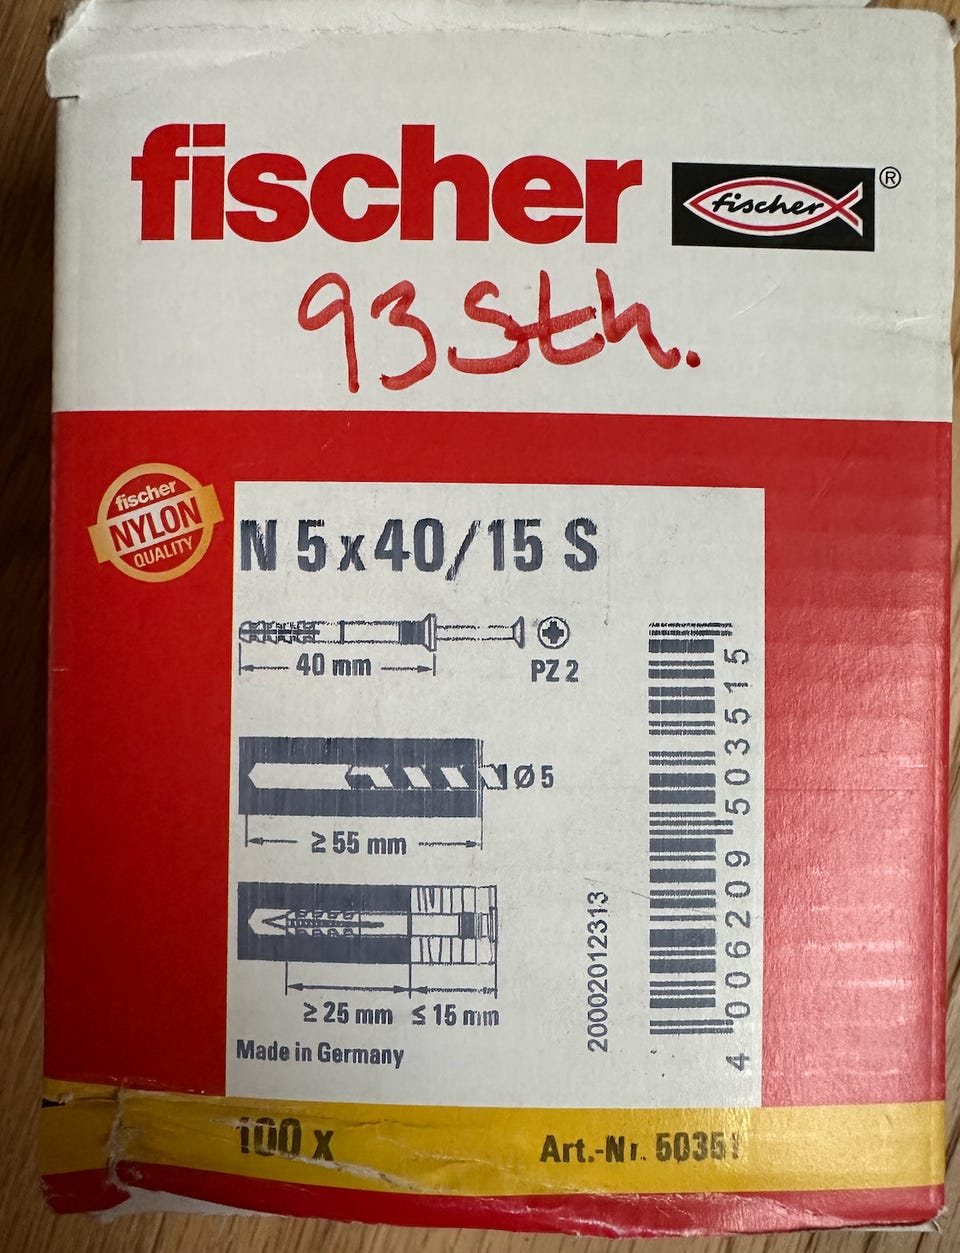 fischer
fischer ®
93 Stk.
fischer
NYLON
QUALITY
N 5 x 40/15 S
40 mm
PZ 2
Ø 5
≥ 55 mm
≥ 25 mm ≤ 15 mm
Made in Germany
20002012313
4 006209 503515
100 x Art.-Nr. 50351